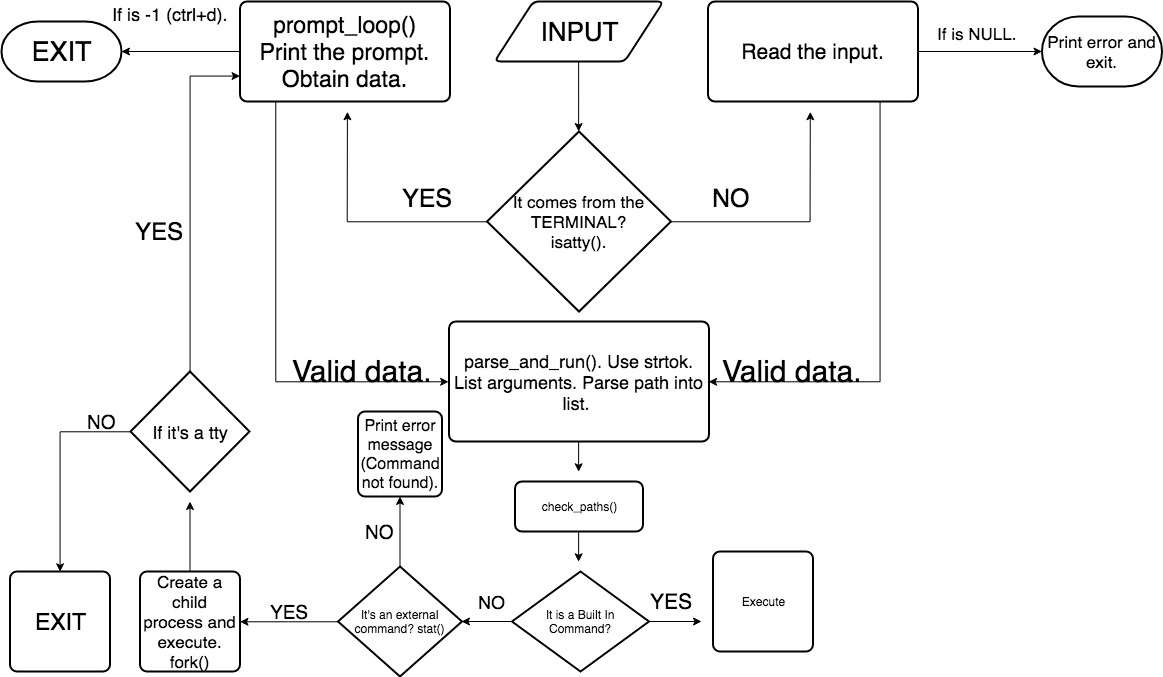 If is -1 (ctrl+d).
EXIT
prompt_loop()
Print the prompt.
Obtain data.
INPUT
Read the input.
If is NULL.
Print error and
exit.
YES
It comes from the
TERMINAL?
isatty().
NO
YES
Valid data.
parse_and_run(). Use strtok.
List arguments. Parse path into
list.
Valid data.
NO
If it's a tty
Print error
message
(Command
not found).
check_paths()
NO
EXIT
Create a
child
process and
execute.
fork()
YES
It's an external
command? stat()
NO
It is a Built In
Command?
YES
Execute